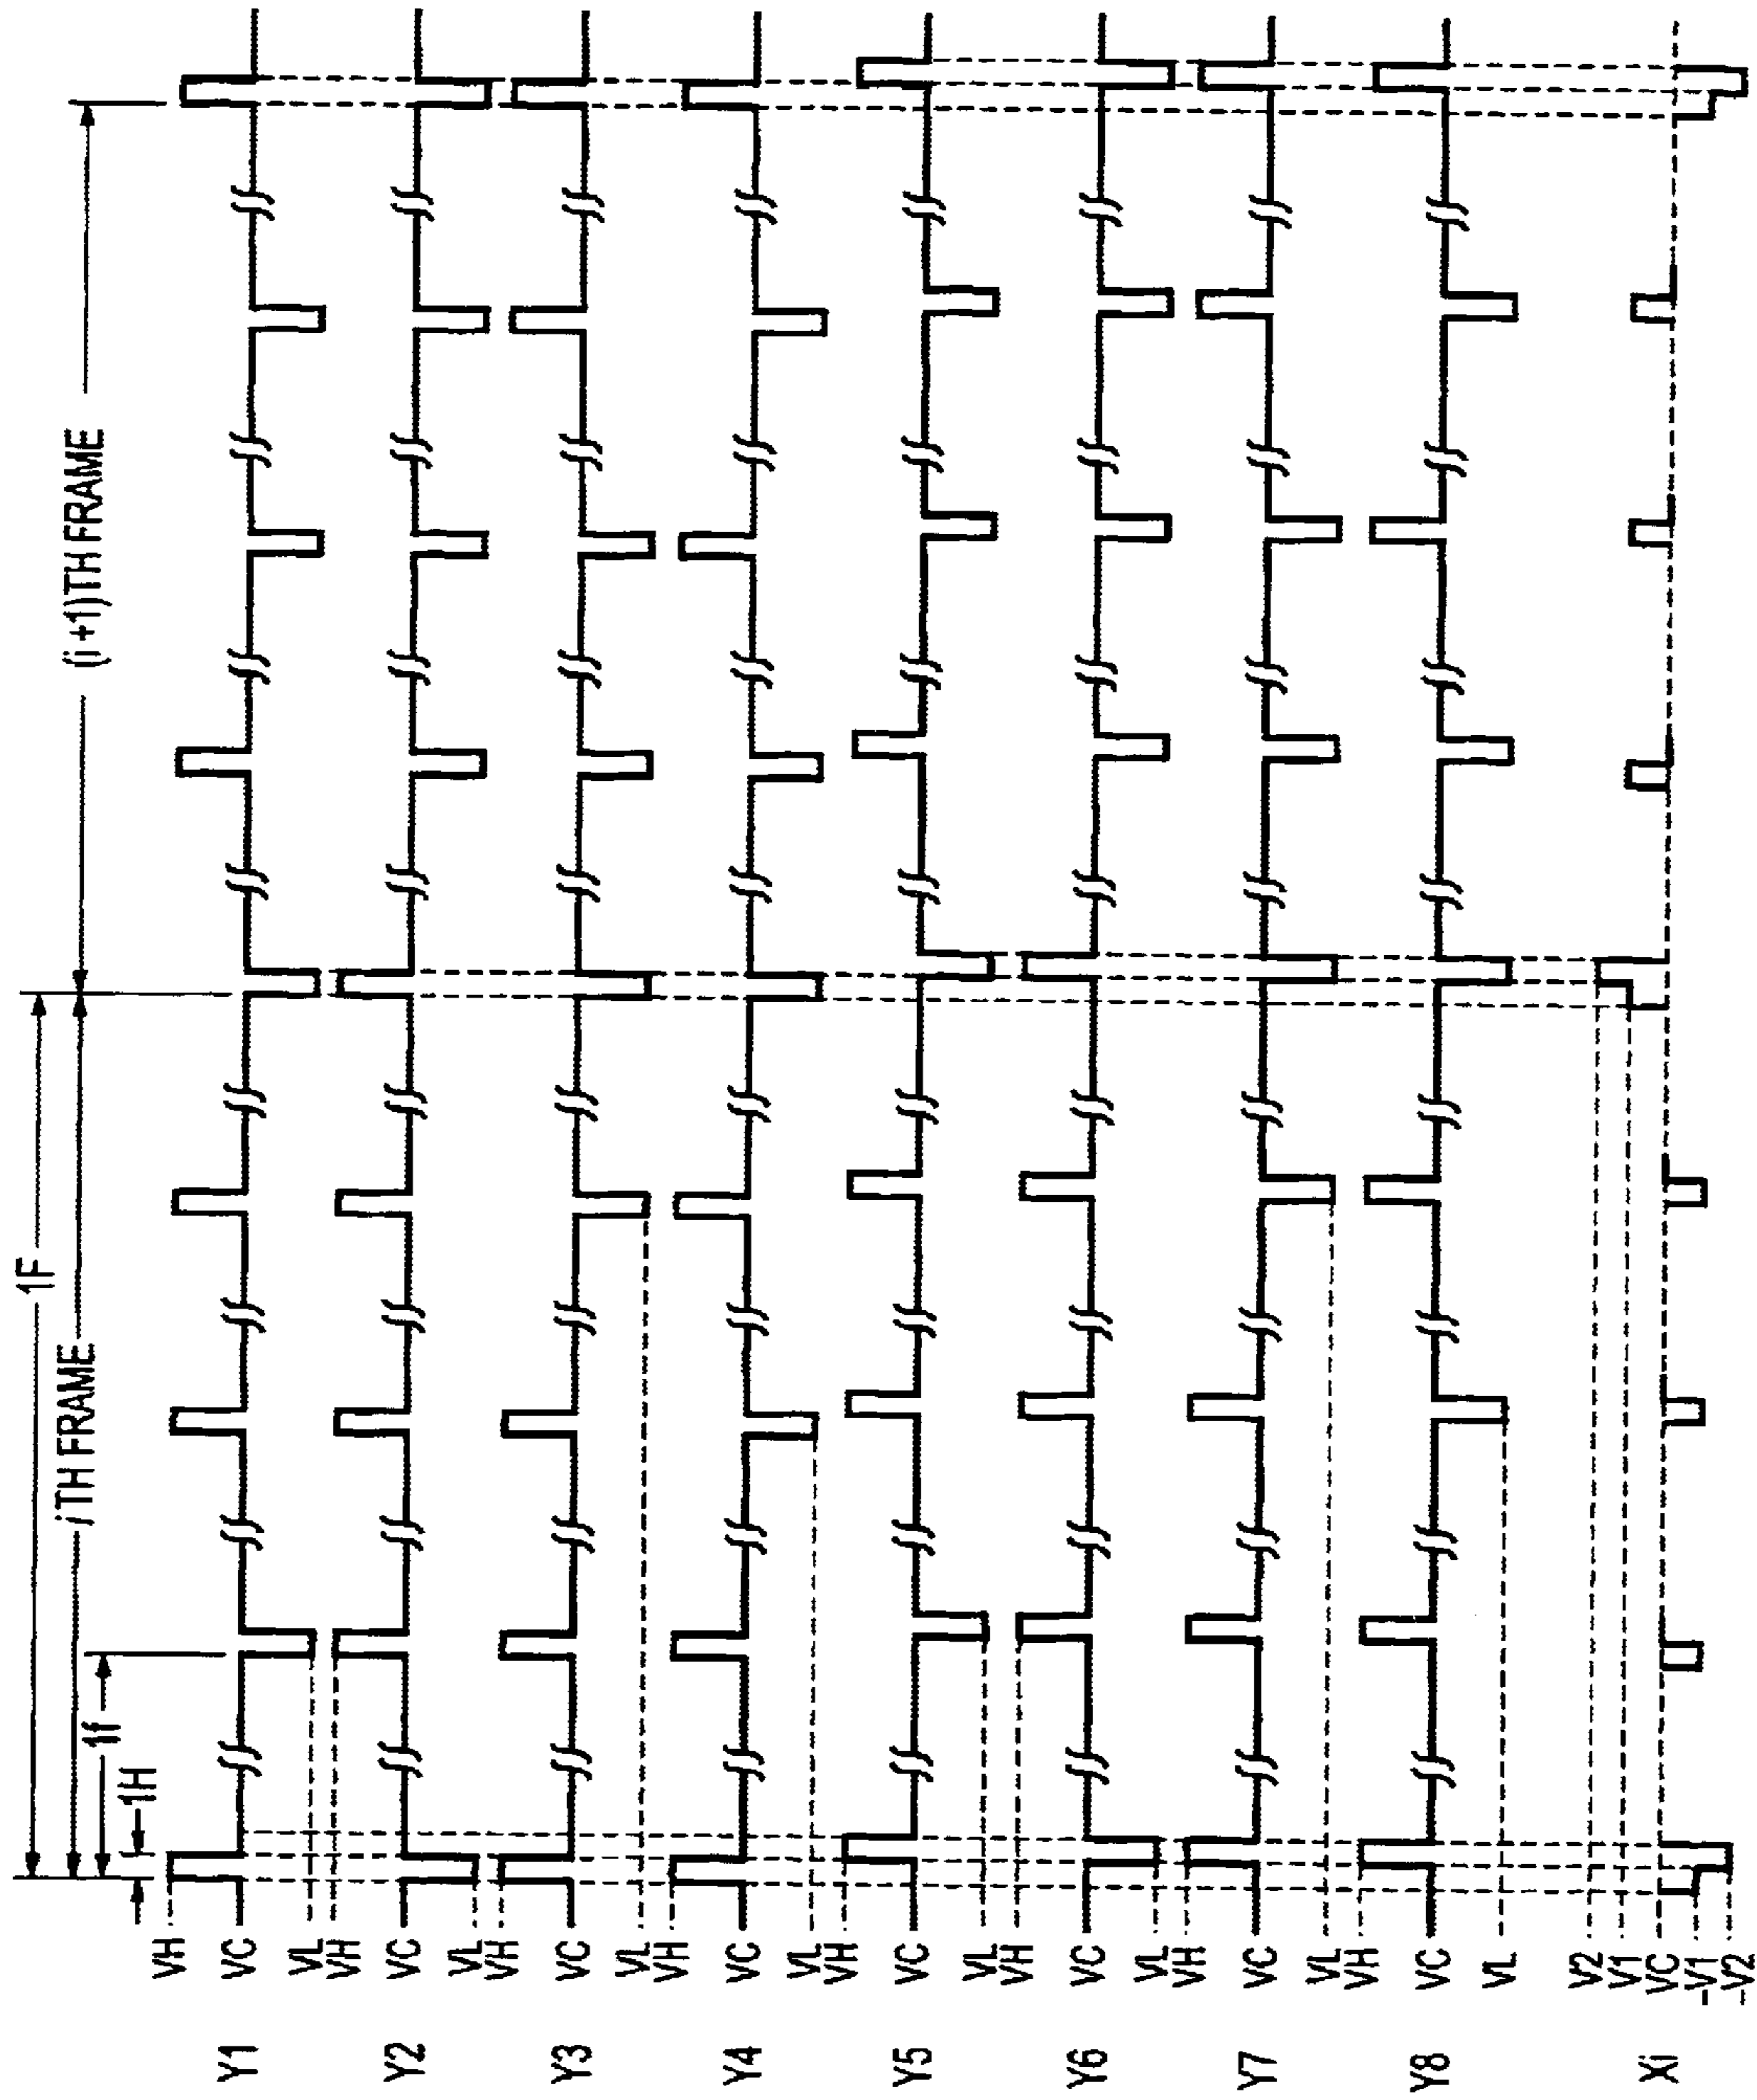 1F
i TH FRAME
(i +1)TH FRAME
1f
1H
Y1
VH
VC
VL
Y2
VH
VC
VL
Y3
VH
VC
VL
Y4
VH
VC
VL
Y5
VH
VC
VL
Y6
VH
VC
VL
Y7
VH
VC
VL
Y8
VH
VC
VL
Xi
V2
V1
VC
-V1
-V2